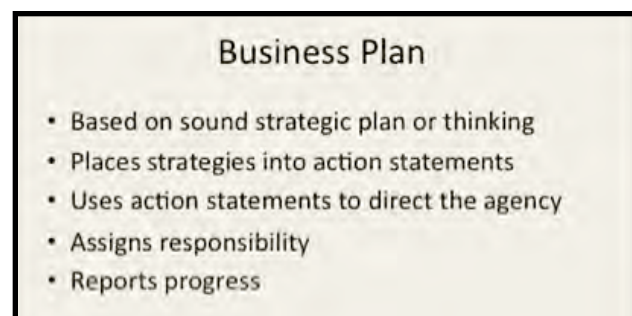 Business Plan
• Based on sound strategic plan or thinking
• Places strategies into action statements
• Uses action statements to direct the agency
• Assigns responsibility
• Reports progress